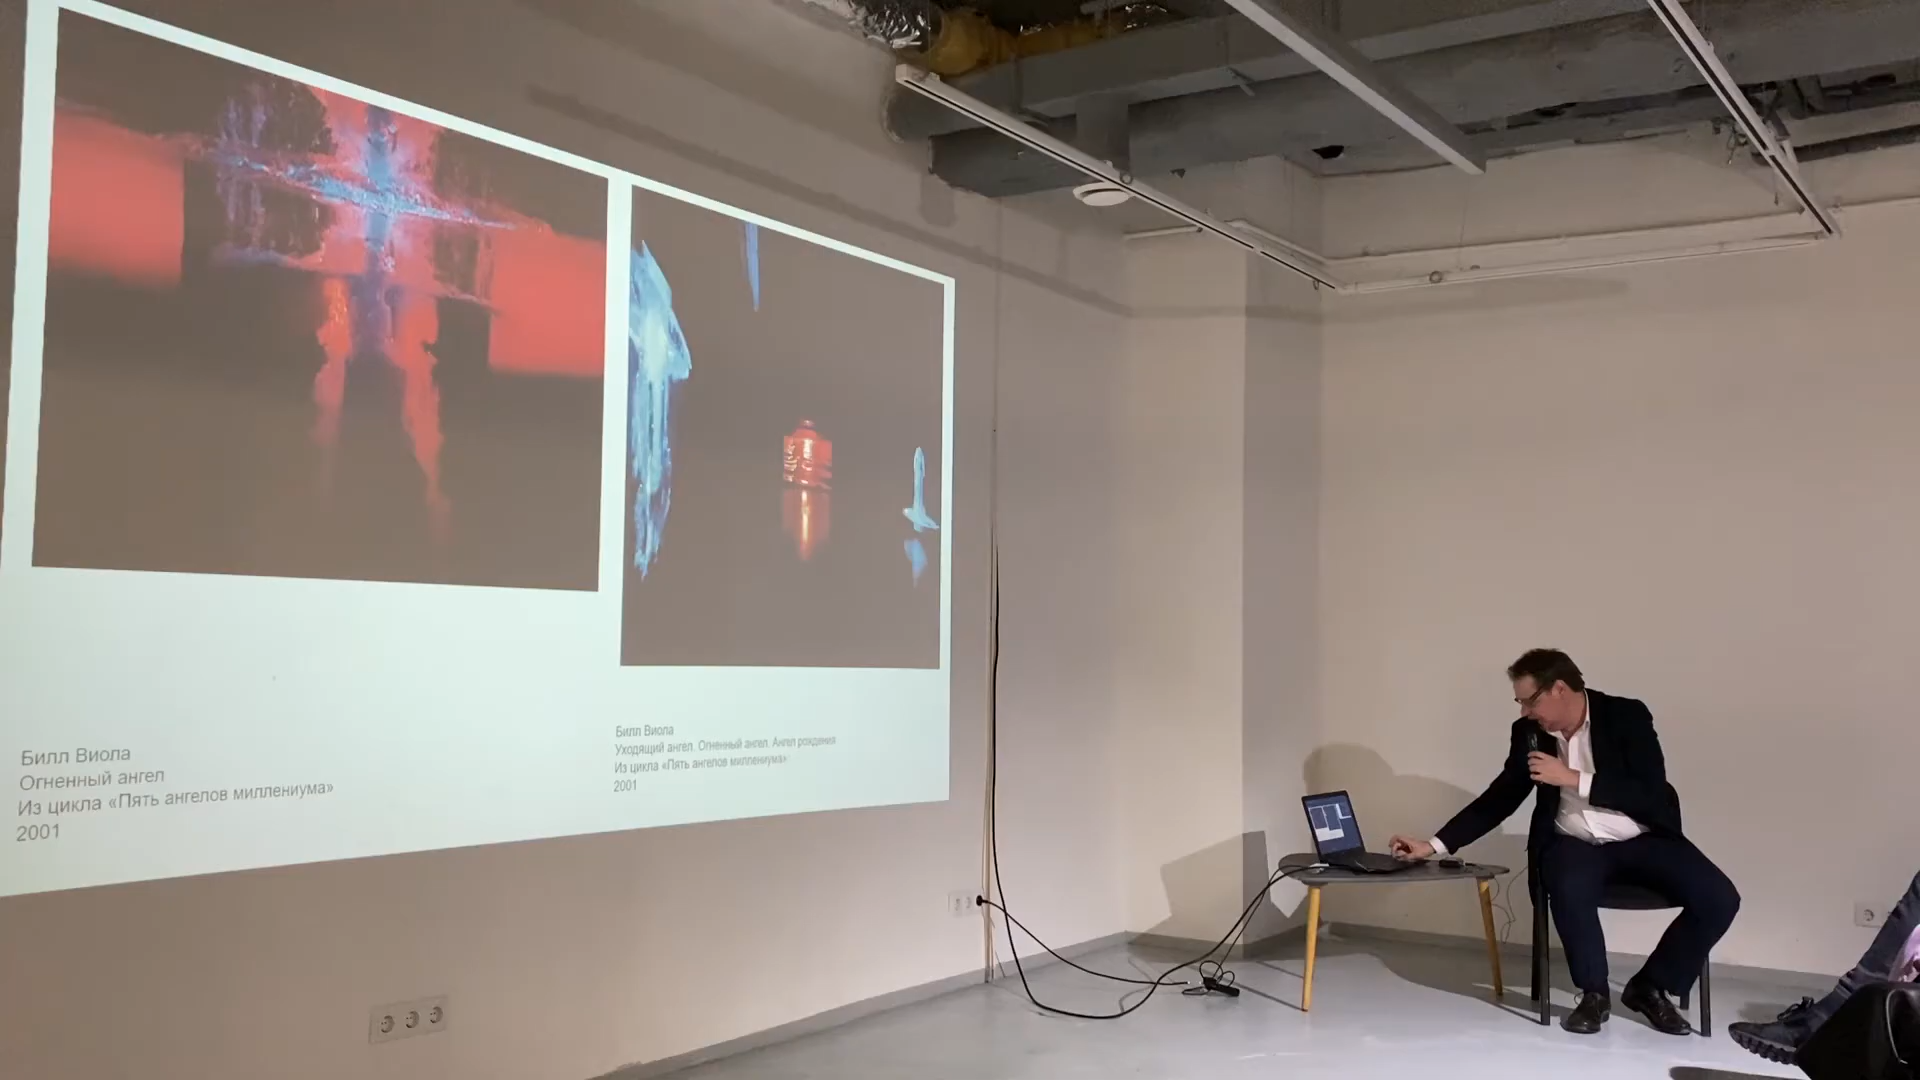 Билл Виола
Огненный ангел
Из цикла «Пять ангелов миллениума»
2001
Билл Виола
Уходящий ангел. Огненный ангел. Ангел рождения
Из цикла «Пять ангелов миллениума»
2001